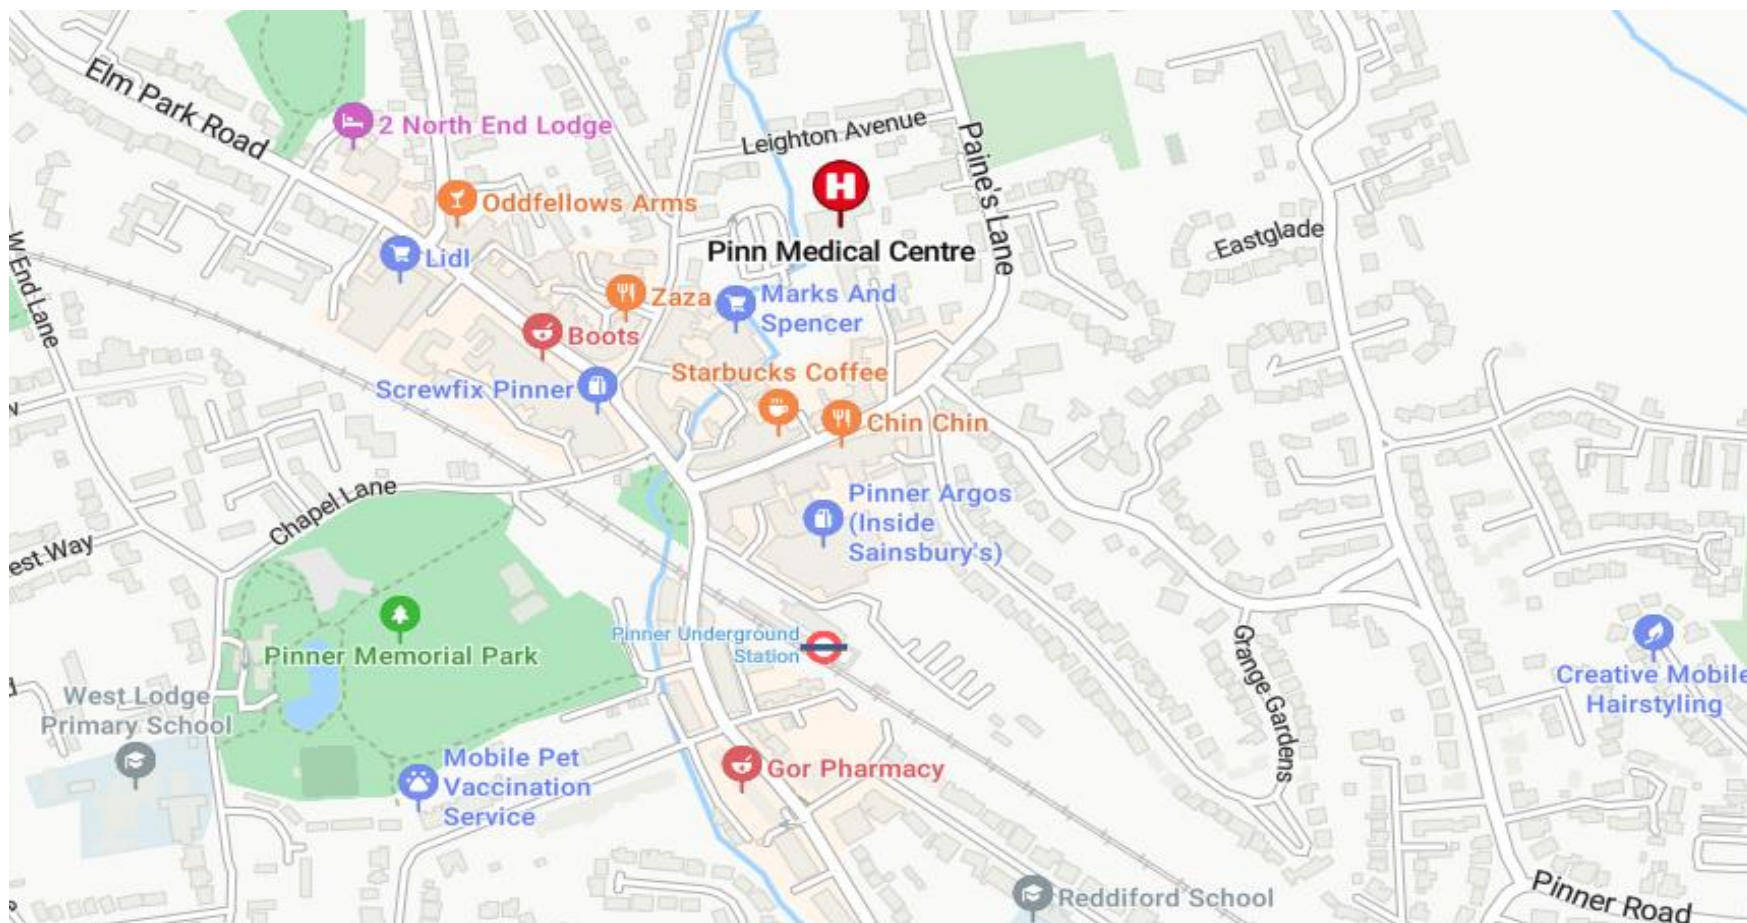 Elm Park Road
2 North End Lodge
Leighton Avenue
Paine's Lane
Oddfellows Arms
Lidl
Pinn Medical Centre
Eastglade
W End Lane
Zaza
Marks And
Spencer
Boots
Screwfix Pinner
Starbucks Coffee
Chin Chin
Chapel Lane
Pinner Argos
(Inside
Sainsbury's)
est Way
Pinner Underground
Station
Pinner Memorial Park
Grange Gardens
Creative Mobile
Hairstyling
West Lodge
Primary School
Mobile Pet
Vaccination
Service
Gor Pharmacy
Reddiford School
Pinner Road